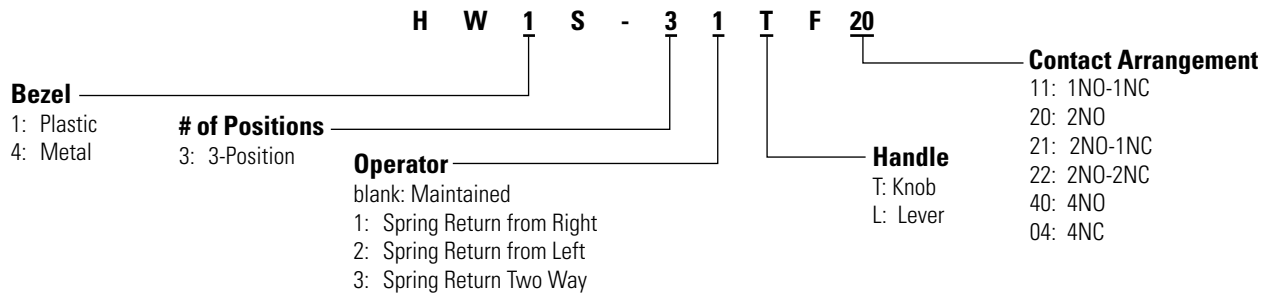 H W 1 S - 3 1 T F 20
Bezel
1: Plastic
4: Metal
# of Positions
3: 3-Position
Operator
blank: Maintained
1: Spring Return from Right
2: Spring Return from Left
3: Spring Return Two Way
Handle
T: Knob
L: Lever
Contact Arrangement
11: 1NO-1NC
20: 2NO
21: 2NO-1NC
22: 2NO-2NC
40: 4NO
04: 4NC